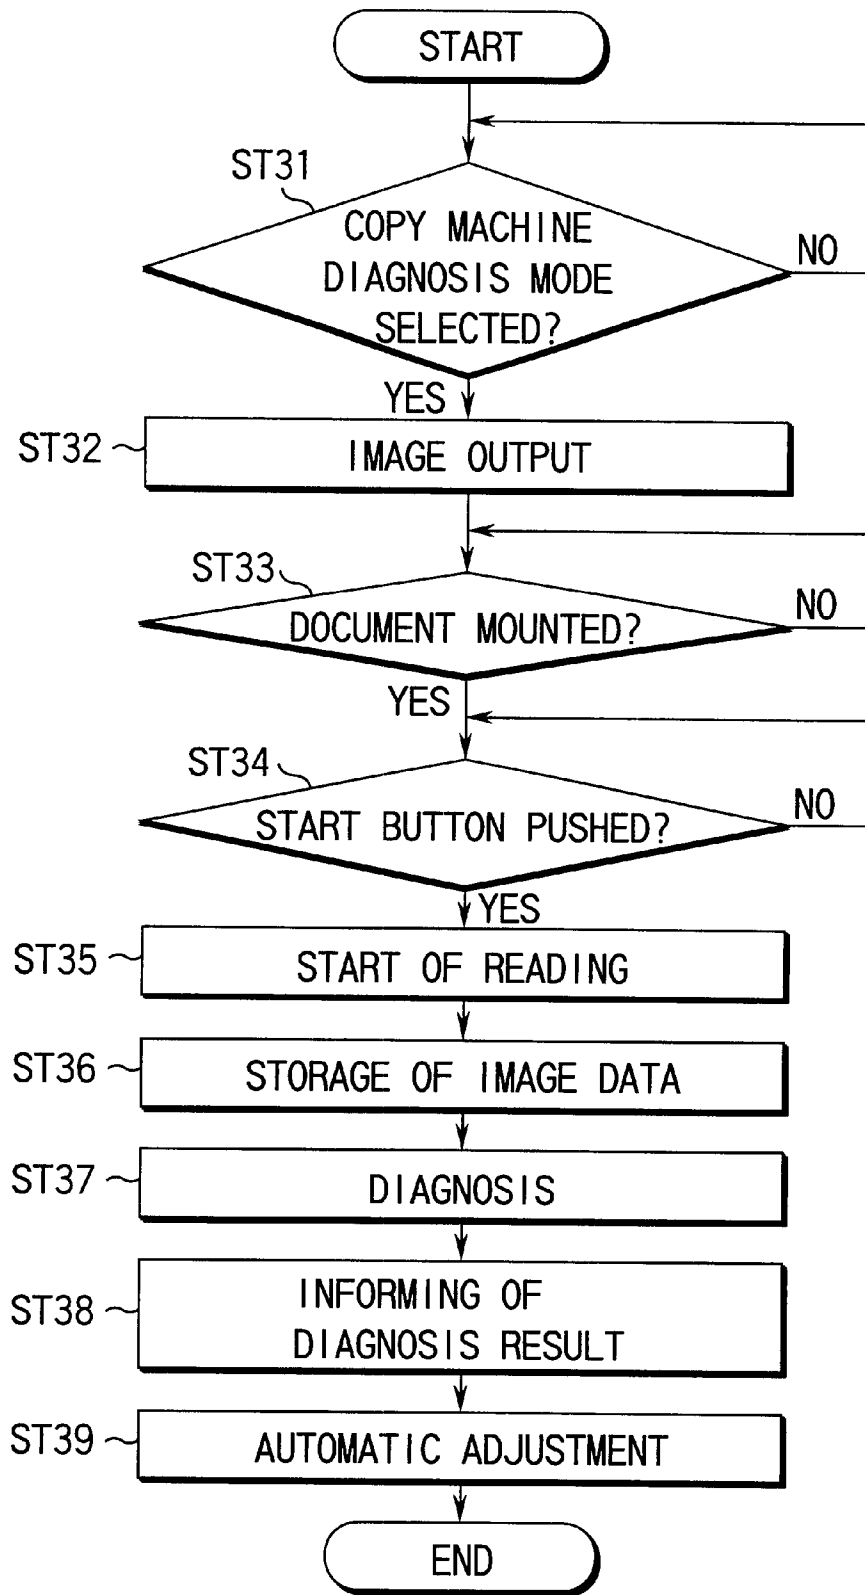 START
ST31
COPY MACHINE
DIAGNOSIS MODE
SELECTED?
NO
YES
ST32
IMAGE OUTPUT
ST33
DOCUMENT MOUNTED?
NO
YES
ST34
START BUTTON PUSHED?
NO
YES
ST35
START OF READING
ST36
STORAGE OF IMAGE DATA
ST37
DIAGNOSIS
ST38
INFORMING OF
DIAGNOSIS RESULT
ST39
AUTOMATIC ADJUSTMENT
END